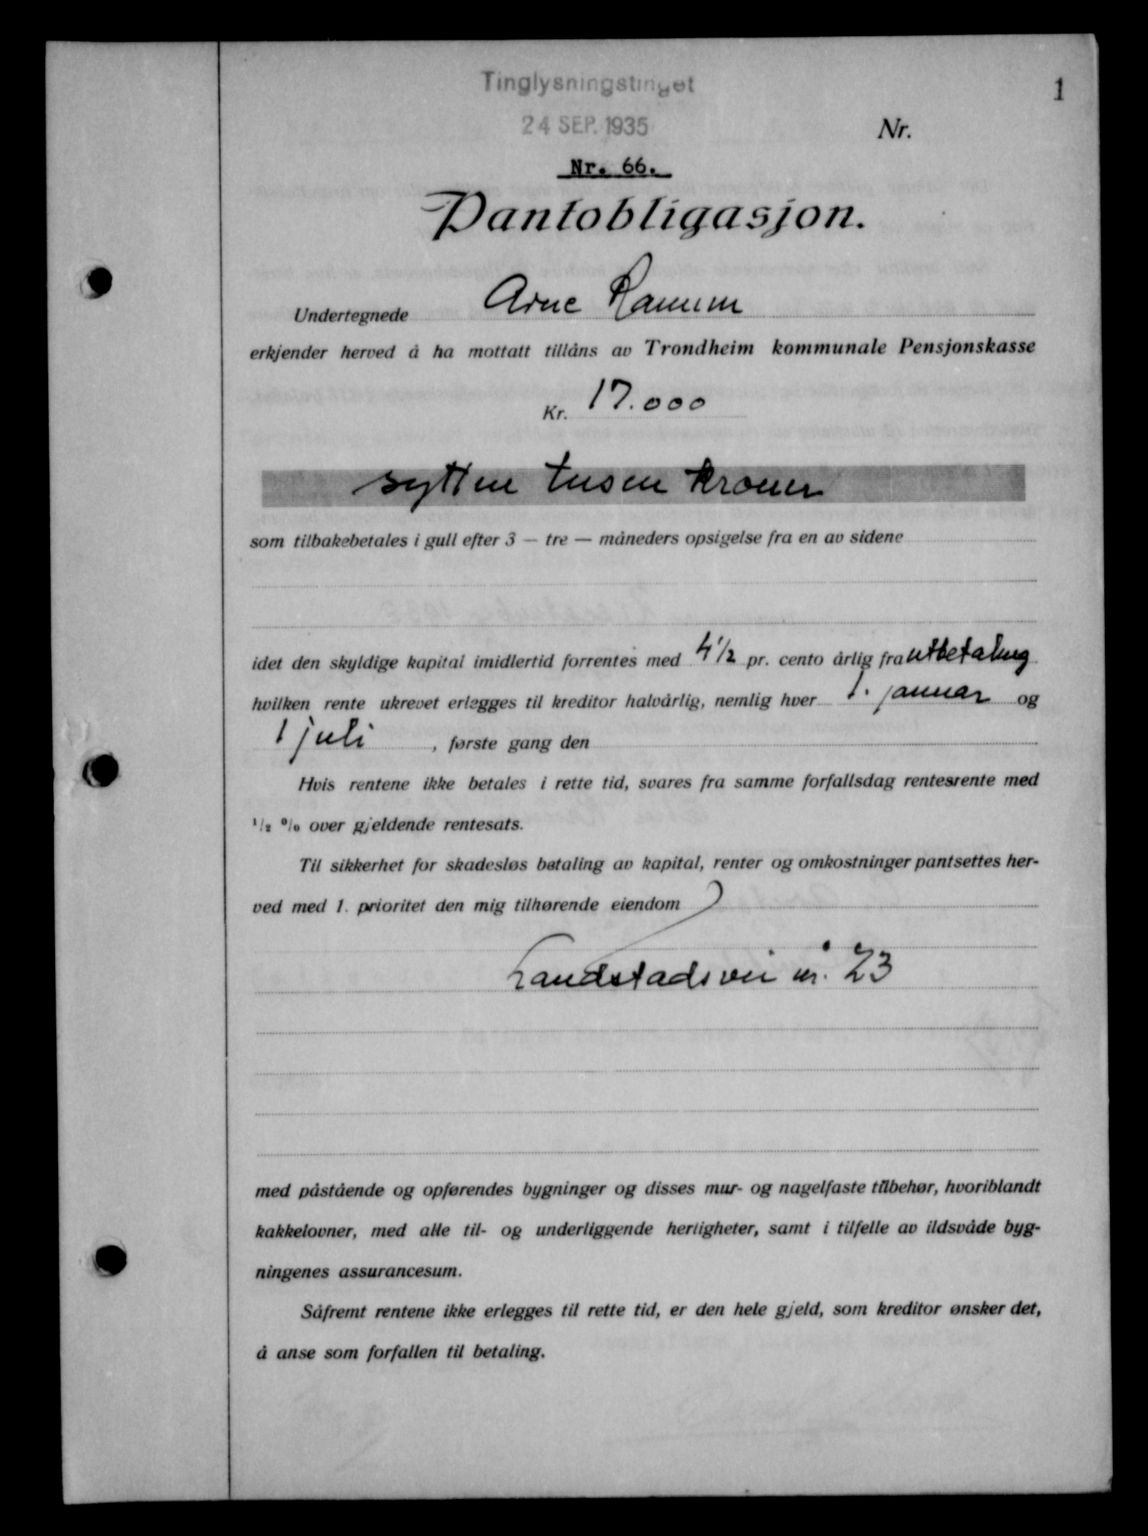 Tinglysningstinget
1
24 SEP. 1935
Nr.
Nr. 66.
Pantobligasjon.
Undertegnede Arne Ramum
erkjender herved å ha mottatt tillåns av Trondheim kommunale Pensjonskasse
Kr. 17.000
sytten tusen kroner
som tilbakebetales i gull efter 3 — tre — måneders opsigelse fra en av sidene
idet den skyldige kapital imidlertid forrentes med 4 1/2 pr. cento årlig fra utbetaling
hvilken rente ukrevet erlegges til kreditor halvårlig, nemlig hver 1. januar og
1 juli , første gang den
Hvis rentene ikke betales i rette tid, svares fra samme forfallsdag rentesrente med
1/2 % over gjeldende rentesats.
Til sikkerhet for skadesløs betaling av kapital, renter og omkostninger pantsettes her-
ved med 1. prioritet den mig tilhørende eiendom
Landstadsvei nr. 23
med påstående og opførendes bygninger og disses mur- og nagelfaste tilbehør, hvoriblandt
kakkelovner, med alle til- og underliggende herligheter, samt i tilfelle av ildsvåde byg-
ningenes assurancesum.
Såfremt rentene ikke erlegges til rette tid, er den hele gjeld, som kreditor ønsker det,
å anse som forfallen til betaling.